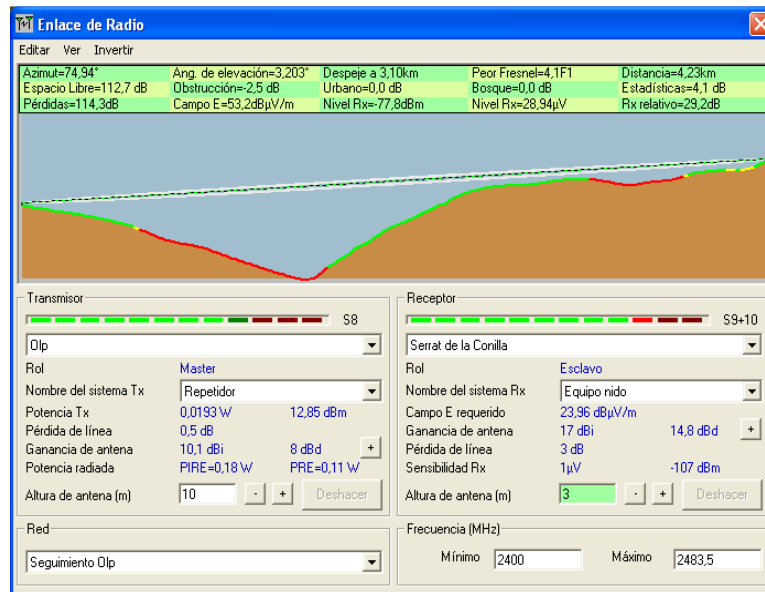 Enlace de Radio
Editar Ver Invertir
Azimut=74,94° Ang. de elevación=3,203° Despeje a 3,10km Peor Fresnel=4,1F1 Distancia=4,23km
Espacio Libre=112,7 dB Obstrucción=-2,5 dB Urbano=0,0 dB Bosque=0,0 dB Estadísticas=4,1 dB
Pérdidas=114,3dB Campo E=53,2dBµV/m Nivel Rx=-77,8dBm Nivel Rx=28,94µV Rx relativo=29,2dB
Transmisor
S8
Olp
Rol Master
Nombre del sistema Tx Repetidor
Potencia Tx 0,0193 W 12,85 dBm
Pérdida de línea 0,5 dB
Ganancia de antena 10,1 dBi 8 dBd +
Potencia radiada PIRE=0,18 W PRE=0,11 W
Altura de antena (m) 10 - + Deshacer
Red
Seguimiento Olp
Receptor
S9+10
Serrat de la Conilla
Rol Esclavo
Nombre del sistema Rx Equipo nido
Campo E requerido 23,96 dBµV/m
Ganancia de antena 17 dBi 14,8 dBd +
Pérdida de línea 3 dB
Sensibilidad Rx 1µV -107 dBm
Altura de antena (m) 3 - + Deshacer
Frecuencia (MHz)
Mínimo 2400 Máximo 2483,5